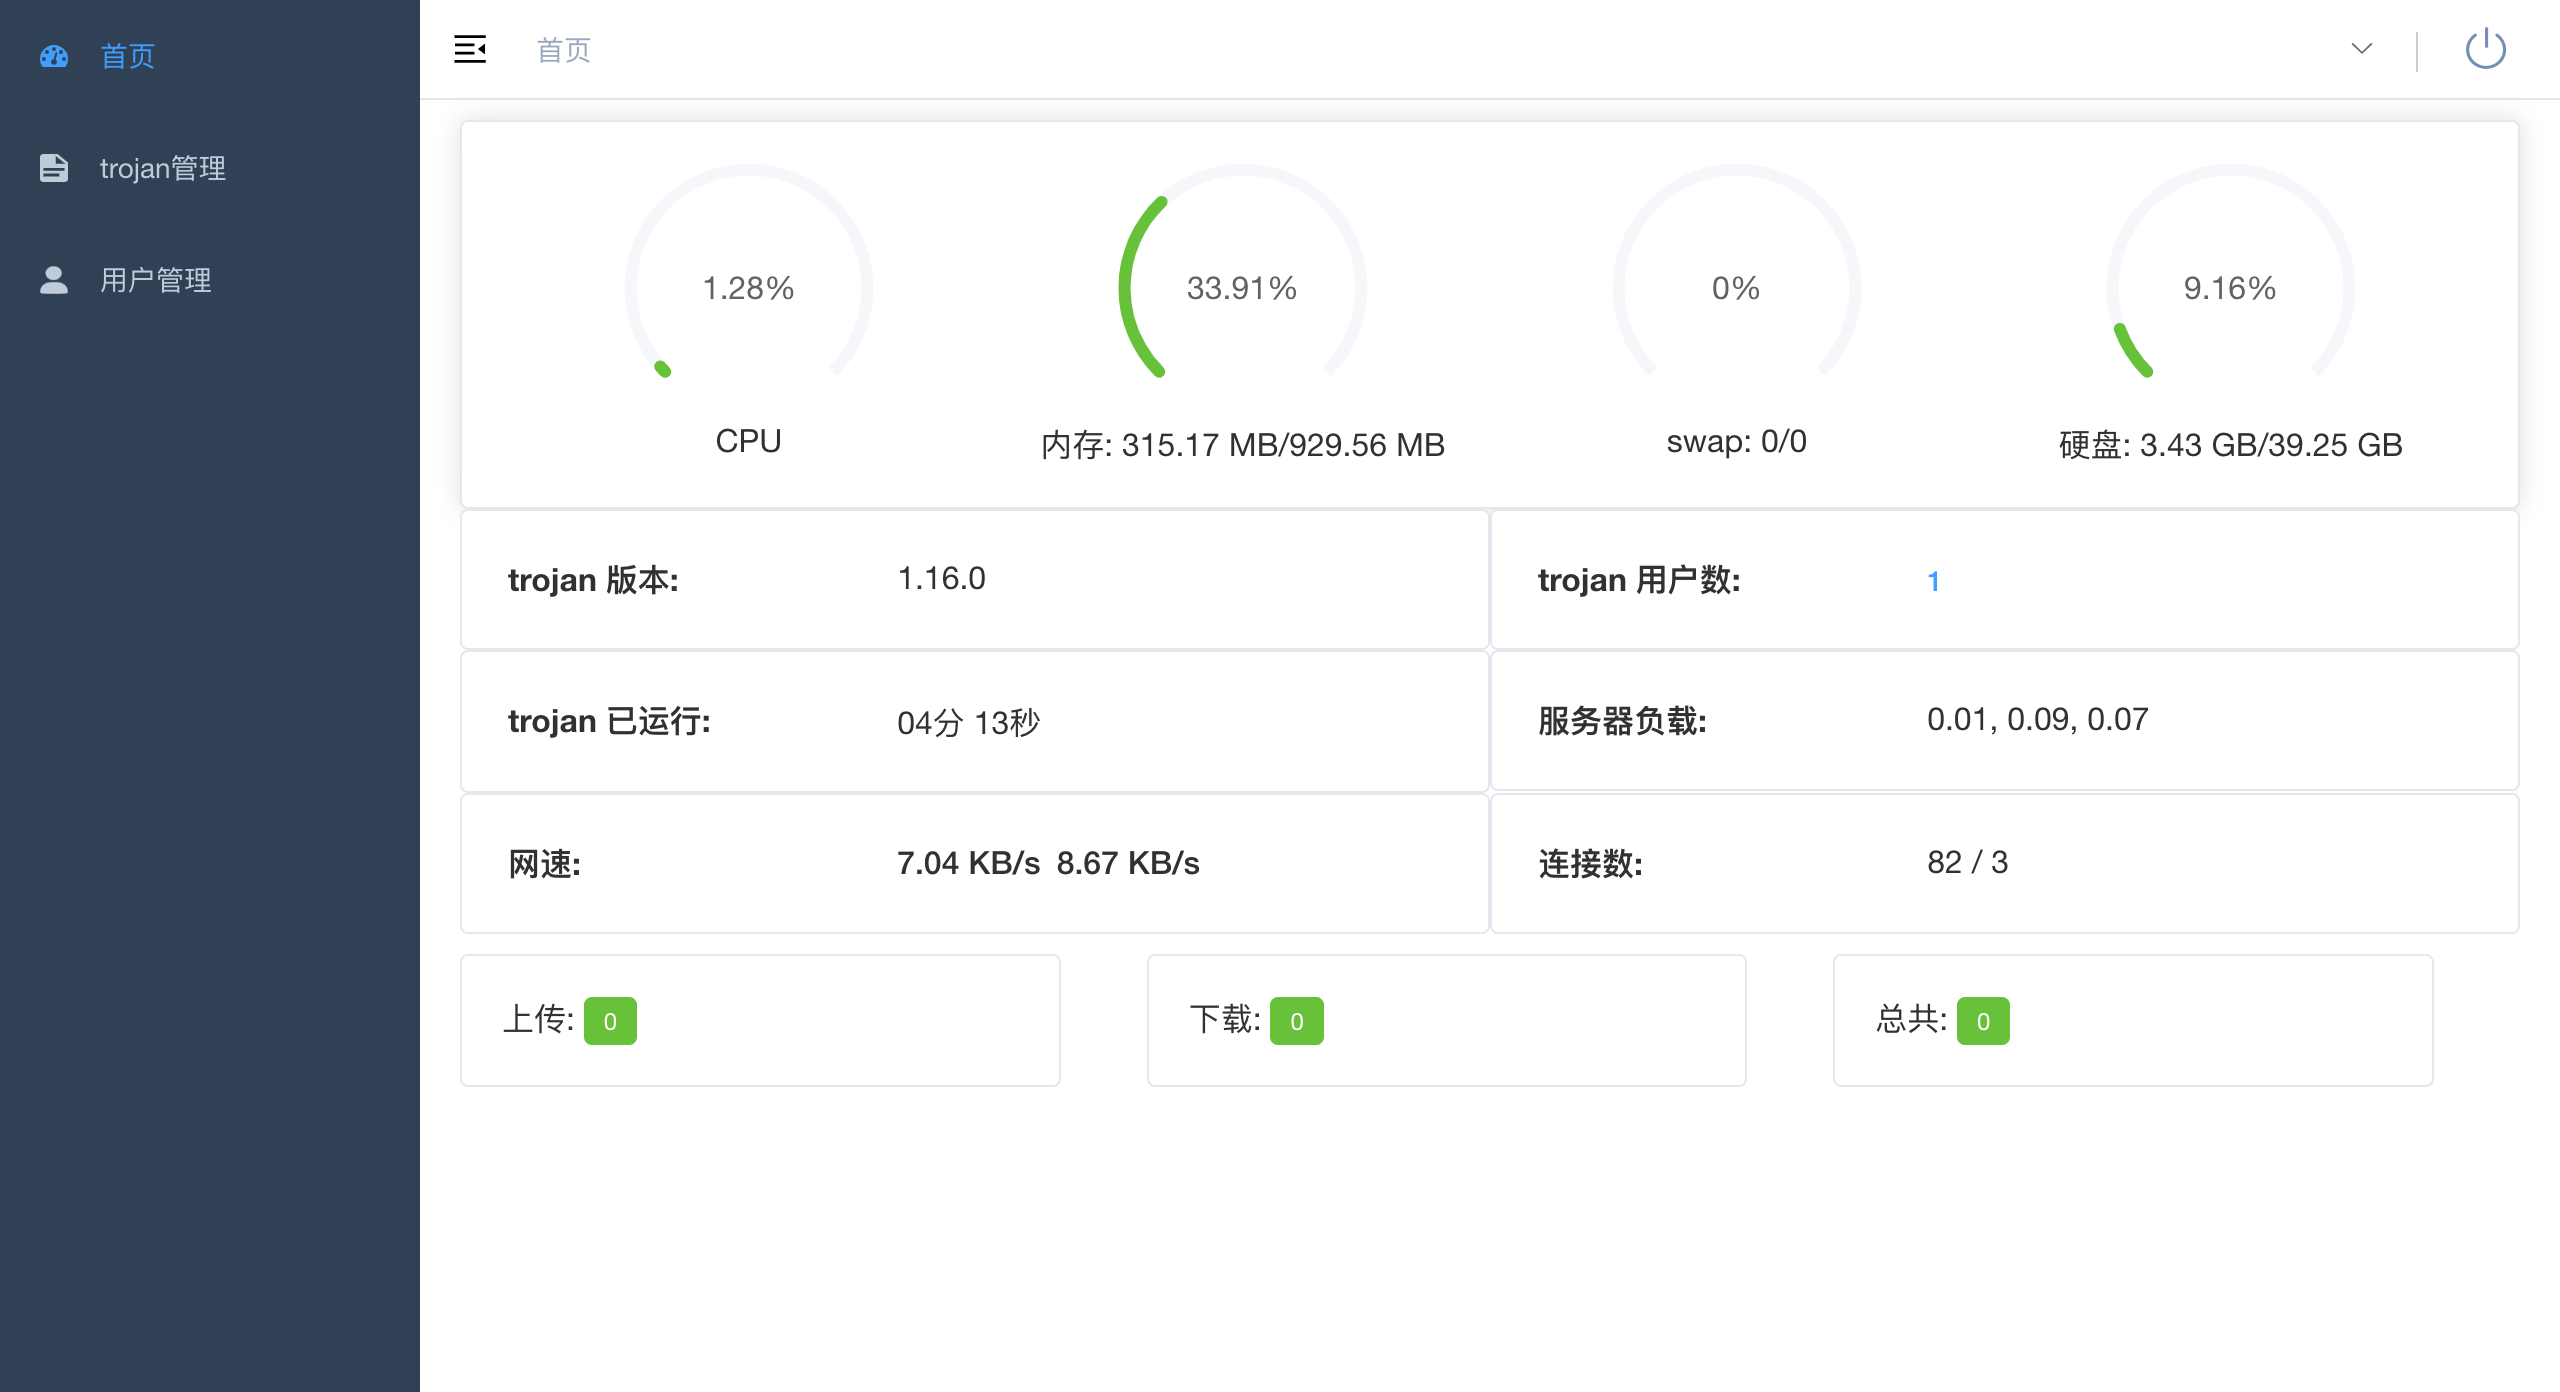 首页
trojan管理
用户管理
首页
1.28%
33.91%
0%
9.16%
CPU
内存: 315.17 MB/929.56 MB
swap: 0/0
硬盘: 3.43 GB/39.25 GB
trojan 版本: 1.16.0
trojan 用户数: 1
trojan 已运行: 04分 13秒
服务器负载: 0.01, 0.09, 0.07
网速: 7.04 KB/s 8.67 KB/s
连接数: 82 / 3
上传: 0
下载: 0
总共: 0